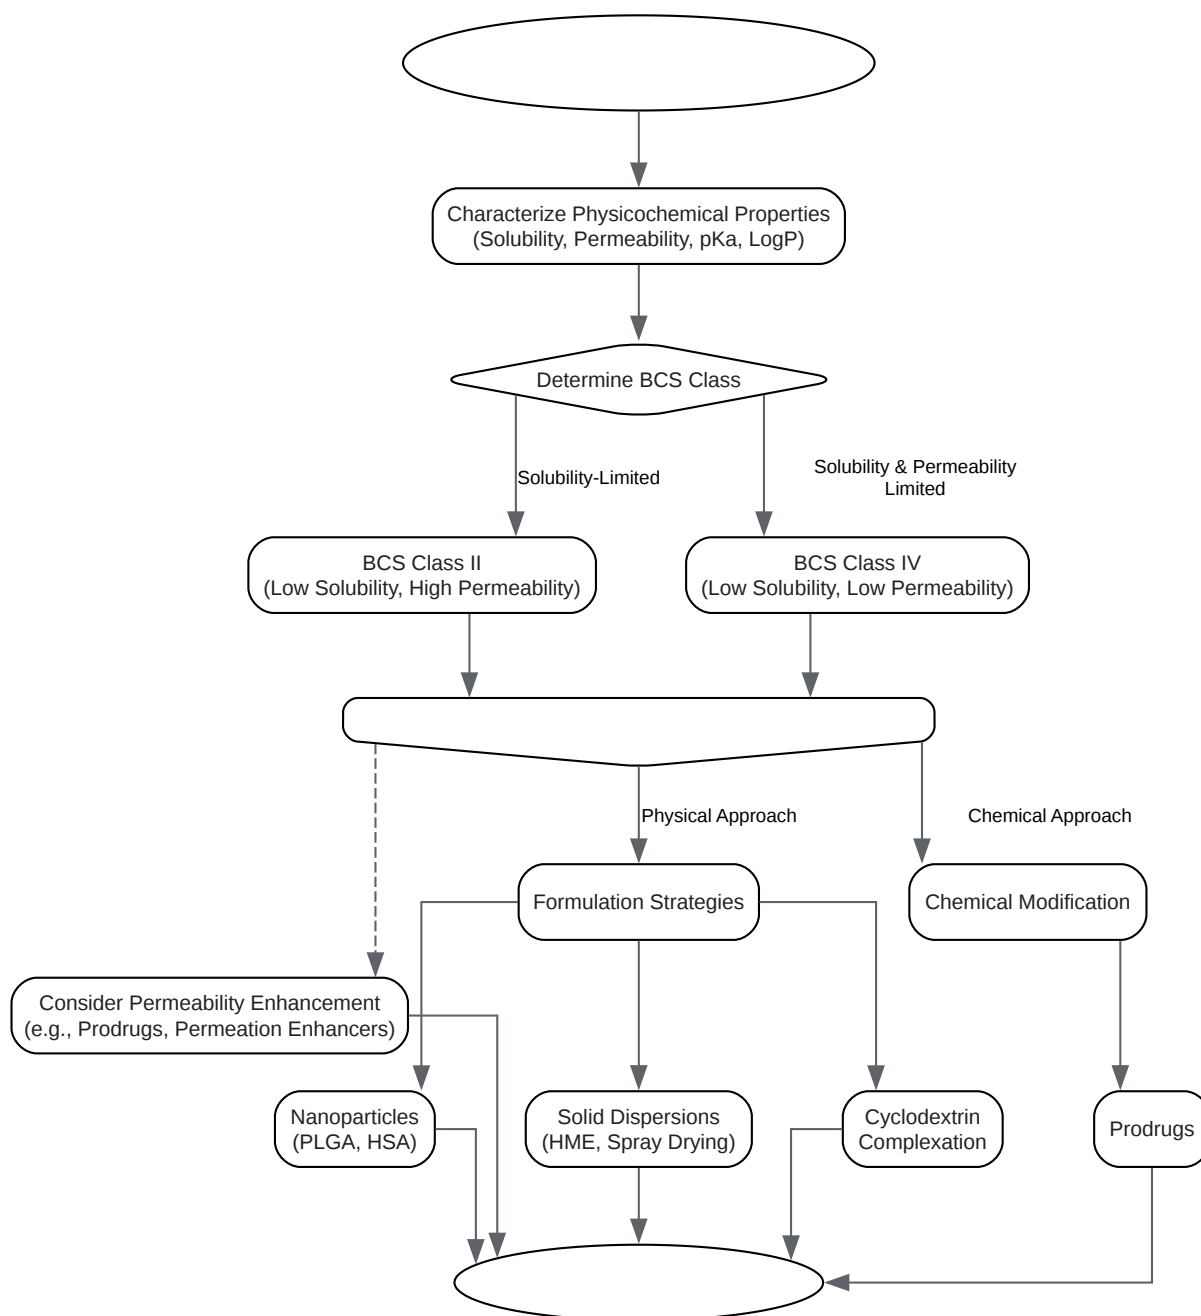 Characterize Physicochemical Properties
(Solubility, Permeability, pKa, LogP)
Determine BCS Class
Solubility-Limited
Solubility & Permeability
Limited
BCS Class II
(Low Solubility, High Permeability)
BCS Class IV
(Low Solubility, Low Permeability)
Physical Approach
Chemical Approach
Formulation Strategies
Chemical Modification
Consider Permeability Enhancement
(e.g., Prodrugs, Permeation Enhancers)
Nanoparticles
(PLGA, HSA)
Solid Dispersions
(HME, Spray Drying)
Cyclodextrin
Complexation
Prodrugs